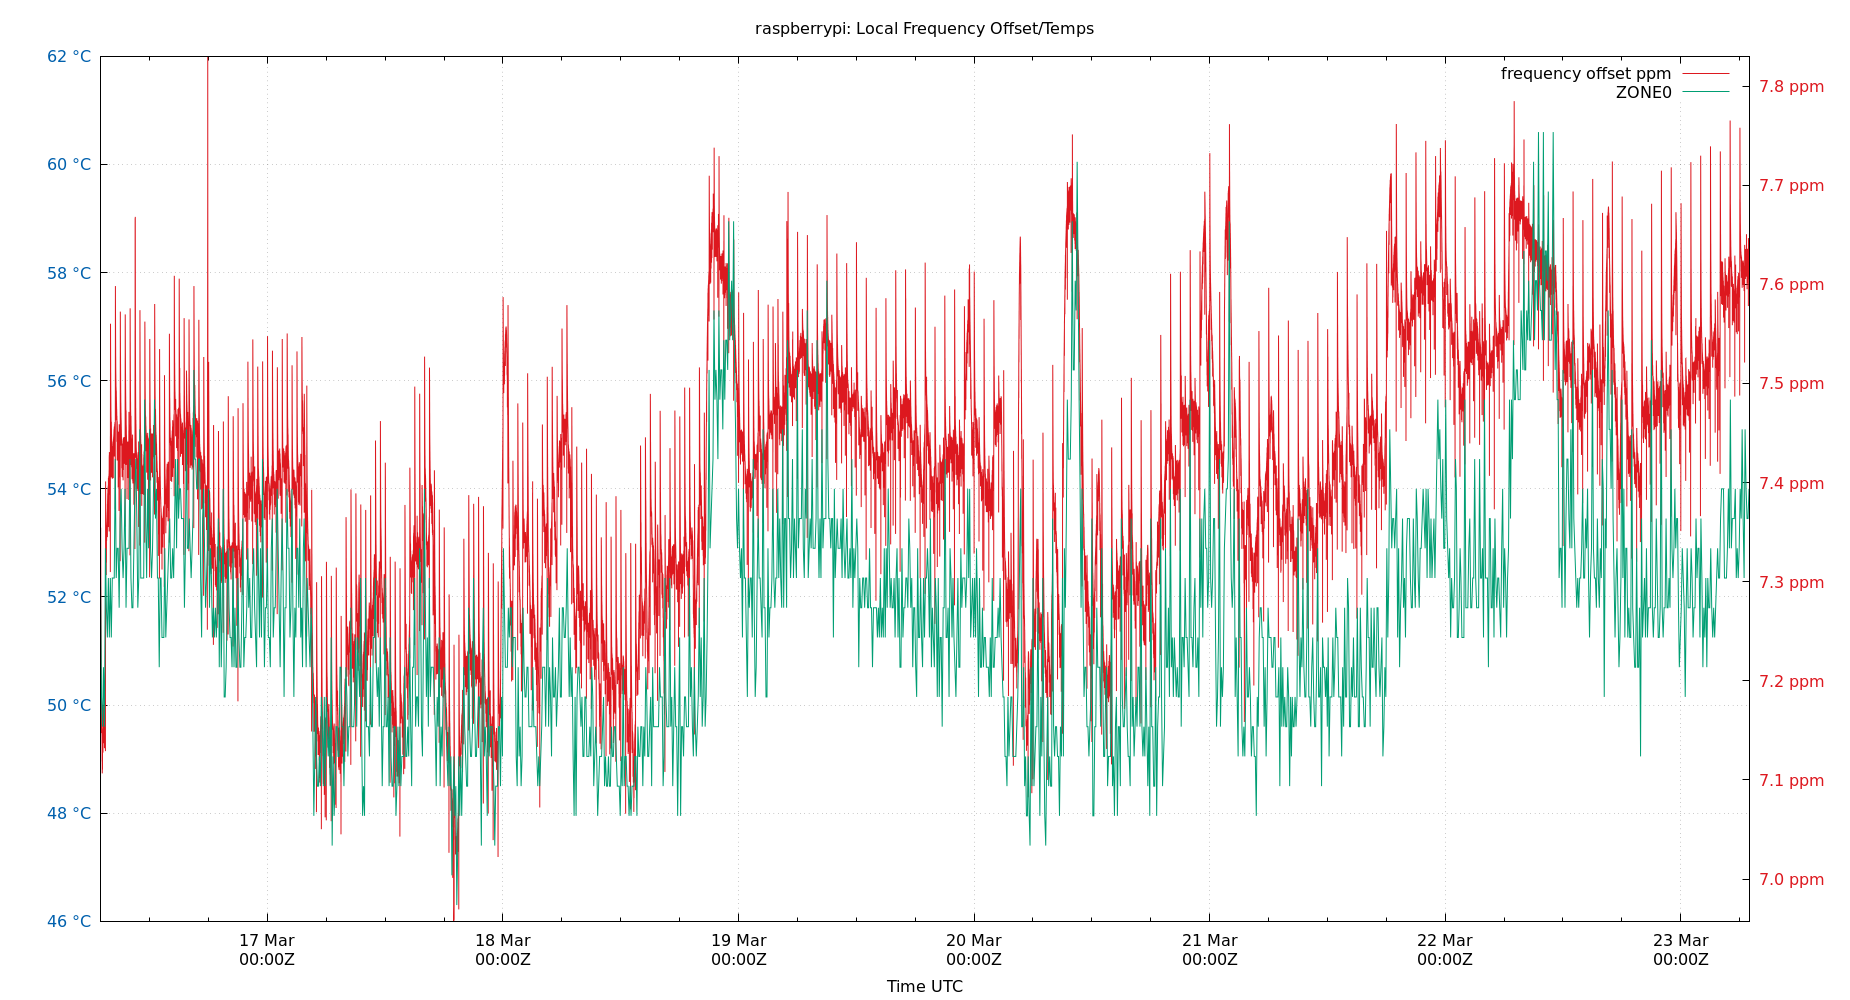 raspberrypi: Local Frequency Offset/Temps
62 °C
60 °C
58 °C
56 °C
54 °C
52 °C
50 °C
48 °C
46 °C
frequency offset ppm
ZONE0
7.8 ppm
7.7 ppm
7.6 ppm
7.5 ppm
7.4 ppm
7.3 ppm
7.2 ppm
7.1 ppm
7.0 ppm
17 Mar 18 Mar 19 Mar 20 Mar 21 Mar 22 Mar 23 Mar
00:00Z 00:00Z 00:00Z 00:00Z 00:00Z 00:00Z 00:00Z
Time UTC